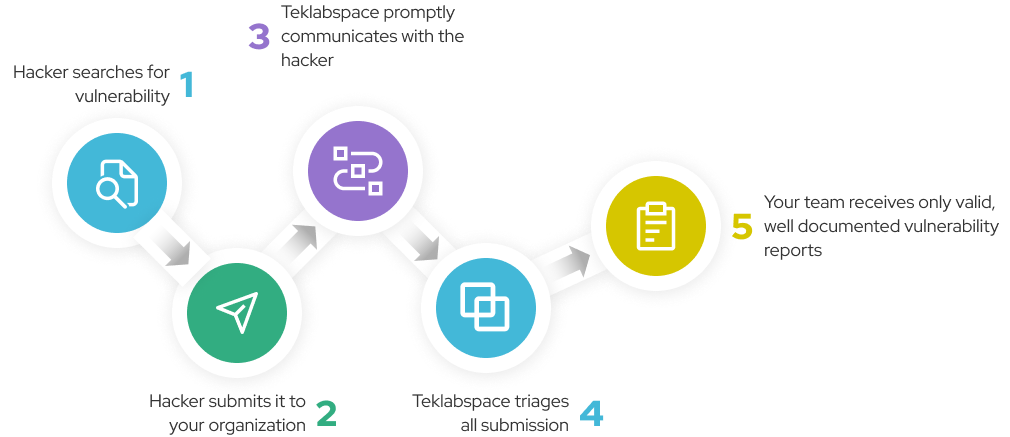 1
Hacker searches for
vulnerability
2
Hacker submits it to
your organization
3
Teklabspace promptly
communicates with the
hacker
4
Teklabspace triages
all submission
5
Your team receives only valid,
well documented vulnerability
reports